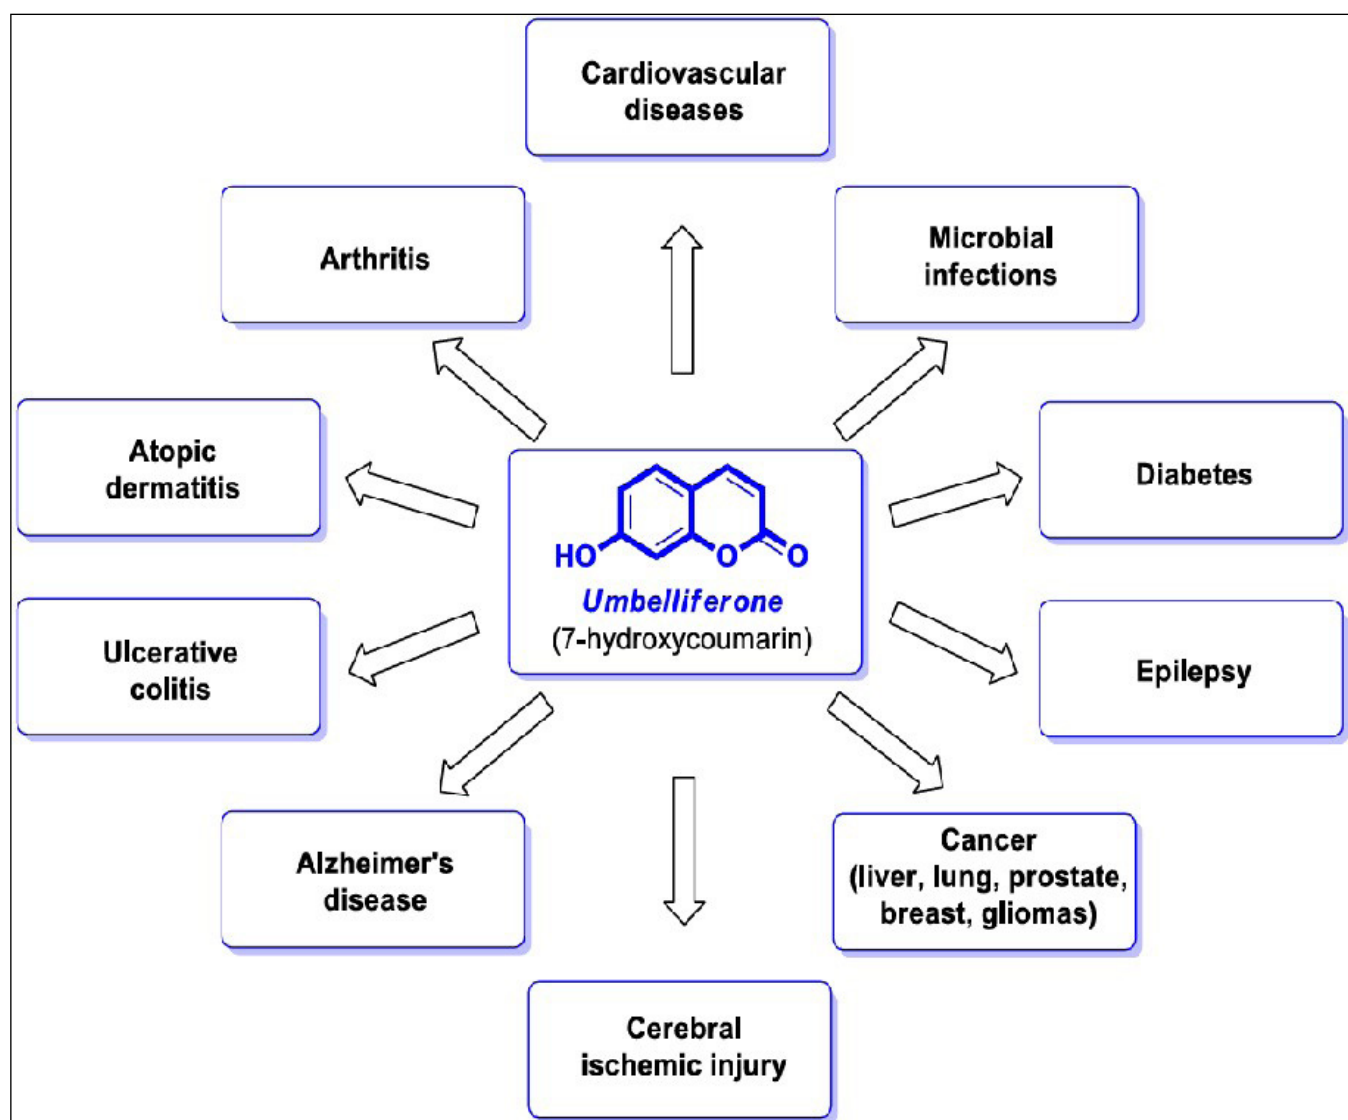 Cardiovascular
diseases
Arthritis
Microbial
infections
Atopic
dermatitis
Diabetes
HO
O
O
Umbelliferone
(7-hydroxycoumarin)
Ulcerative
colitis
Epilepsy
Alzheimer's
disease
Cancer
(liver, lung, prostate,
breast, gliomas)
Cerebral
ischemic injury